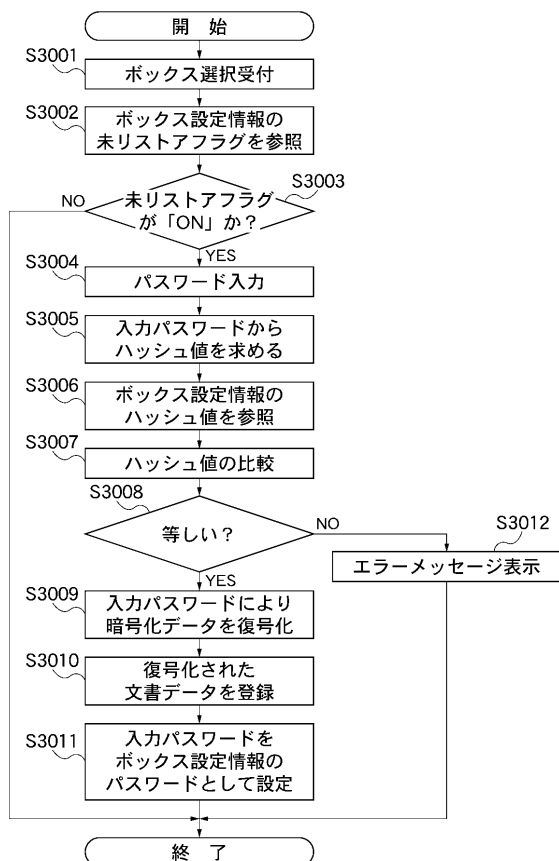 開 始
S3001
ボックス選択受付
S3002
ボックス設定情報の
未リストアフラグを参照
S3003
未リストアフラグ
が「ON」か？
NO
YES
S3004
パスワード入力
S3005
入力パスワードから
ハッシュ値を求める
S3006
ボックス設定情報の
ハッシュ値を参照
S3007
ハッシュ値の比較
S3008
等しい？
NO
S3012
エラーメッセージ表示
YES
S3009
入力パスワードにより
暗号化データを復号化
S3010
復号化された
文書データを登録
S3011
入力パスワードを
ボックス設定情報の
パスワードとして設定
終 了